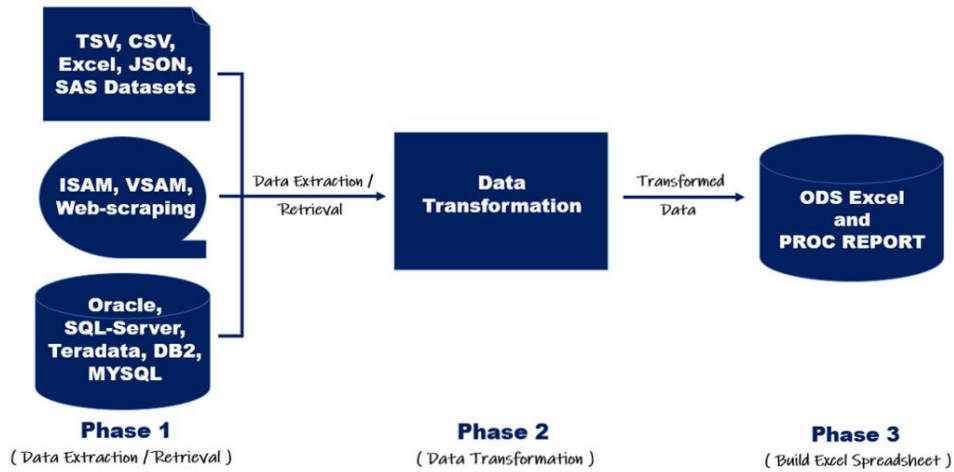 TSV, CSV,
Excel, JSON,
SAS Datasets
ISAM, VSAM,
Web-scraping
Oracle,
SQL-Server,
Teradata, DB2,
MYSQL
Data Extraction /
Retrieval
Data
Transformation
Transformed
Data
ODS Excel
and
PROC REPORT
Phase 1
( Data Extraction / Retrieval )
Phase 2
( Data Transformation )
Phase 3
( Build Excel Spreadsheet )